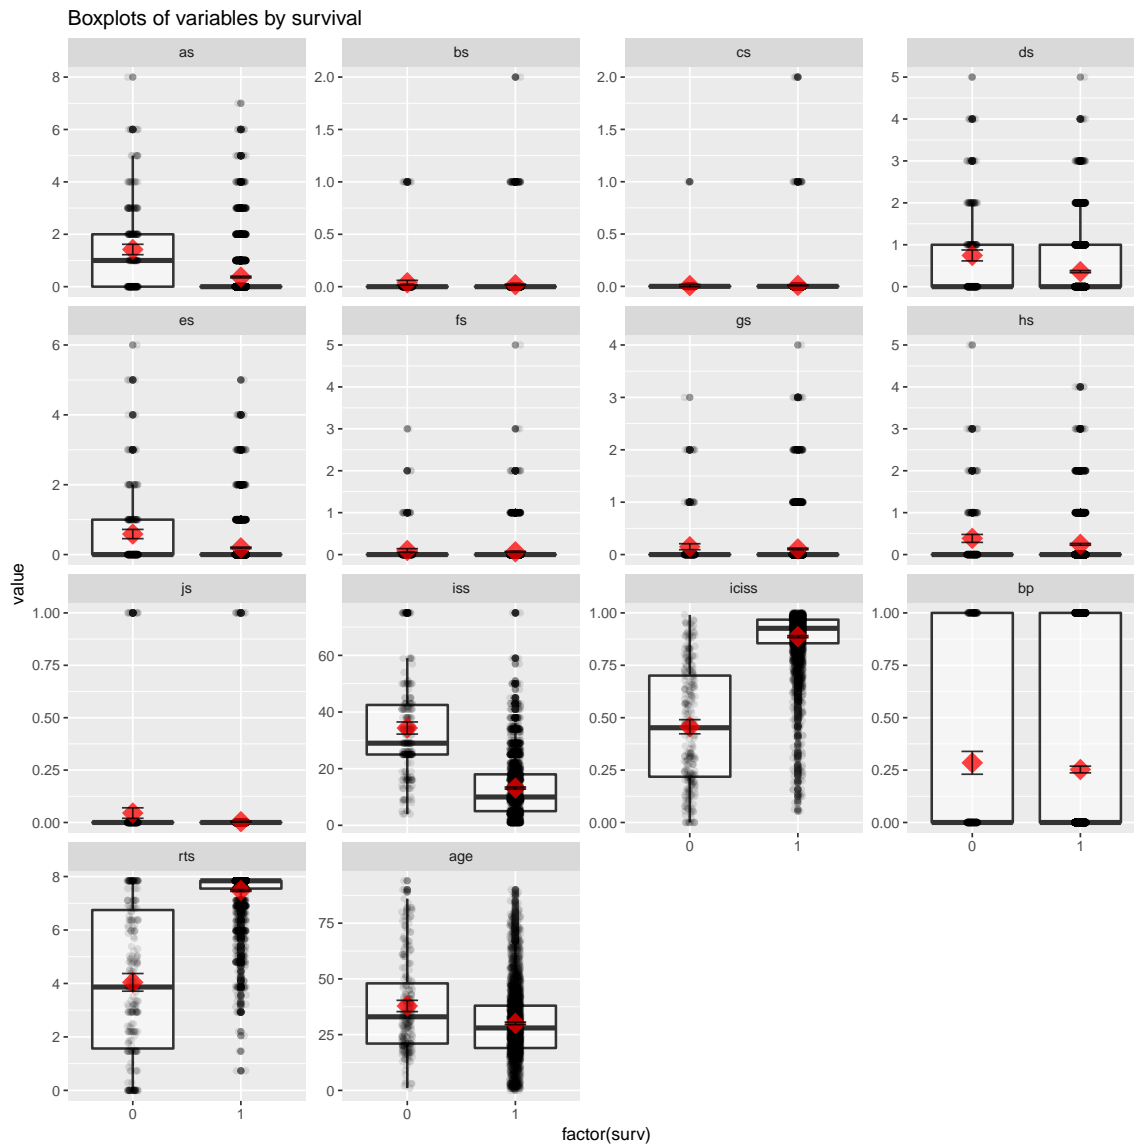 Boxplots of variables by survival
as bs cs ds
8 6 4 2 0
2.0 1.5 1.0 0.5 0.0
2.0 1.5 1.0 0.5 0.0
5 4 3 2 1 0
es fs gs hs
6 4 2 0
5 4 3 2 1 0
4 3 2 1 0
5 4 3 2 1 0
value
js iss iciss bp
1.00 0.75 0.50 0.25 0.00
60 40 20 0
1.00 0.75 0.50 0.25 0.00
1.00 0.75 0.50 0.25 0.00
0 1 0 1
rts age
8 6 4 2 0
75 50 25 0
0 1 0 1
factor(surv)